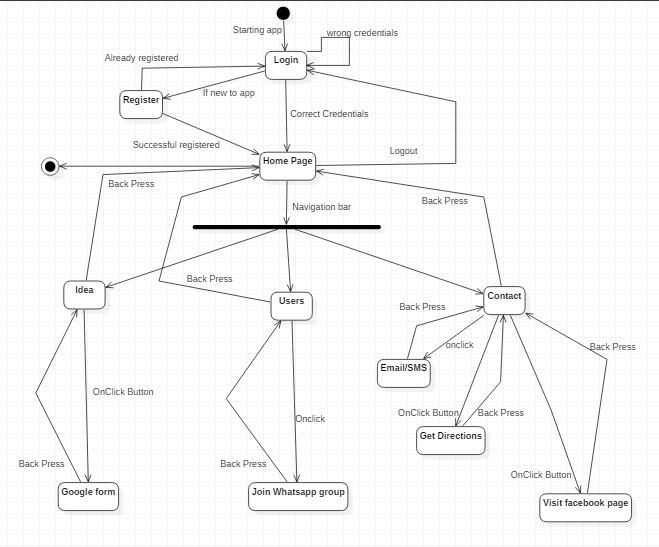 Starting app
wrong credentials
Already registered
Login
If new to app
Register
Correct Credentials
Successful registered
Logout
Home Page
Back Press
Navigation bar
Back Press
Back Press
Idea
Users
Contact
Back Press
onclick
Back Press
Email/SMS
OnClick Button
OnClick Button
Back Press
Onclick
Get Directions
Back Press
Back Press
OnClick Button
Google form
Join Whatsapp group
Visit facebook page